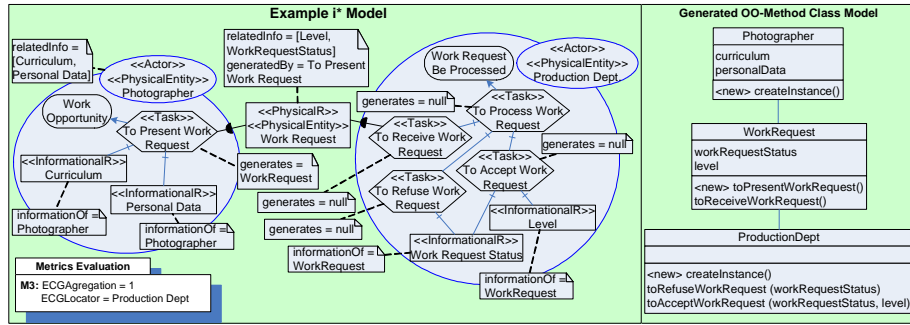 Example i* Model
relatedInfo =
[Curriculum,
Personal Data]
<<Actor>>
<<PhysicalEntity>>
Photographer
Work
Opportunity
<<Task>>
To Present Work
Request
<<InformationalR>>
Curriculum
<<InformationalR>>
Personal Data
informationOf =
Photographer
informationOf =
Photographer
generates =
WorkRequest
relatedInfo = [Level,
WorkRequestStatus]
generatedBy = To Present
Work Request
<<PhysicalR>>
<<PhysicalEntity>>
Work Request
Work Request
Be Processed
<<Actor>>
<<PhysicalEntity>>
Production Dept.
generates = null
<<Task>>
To Process Work
Request
<<Task>>
To Receive Work
Request
generates = null
<<Task>>
To Accept Work
Request
<<Task>>
To Refuse Work
Request
generates = null
generates = null
<<InformationalR>>
Level
<<InformationalR>>
Work Request Status
informationOf =
WorkRequest
informationOf =
WorkRequest
Metrics Evaluation
M3: ECGAgregation = 1
ECGLocator = Production Dept
Generated OO-Method Class Model
Photographer
curriculum
personalData
<new> createInstance()
WorkRequest
workRequestStatus
level
<new> toPresentWorkRequest()
toReceiveWorkRequest()
ProductionDept
<new> createInstance()
toRefuseWorkRequest (workRequestStatus)
toAcceptWorkRequest (workRequestStatus, level)